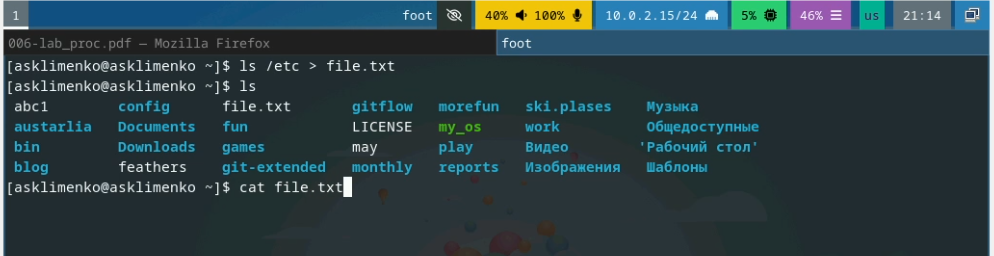 1 foot 40% 100% 10.0.2.15/24 5% 46% us 21:14
006-lab_proc.pdf — Mozilla Firefox foot
[asklimenko@asklimenko ~]$ ls /etc > file.txt
[asklimenko@asklimenko ~]$ ls
abc1 config file.txt gitflow morefun ski.plases Музыка
austarlia Documents fun LICENSE my_os work Общедоступные
bin Downloads games may play Видео 'Рабочий стол'
blog feathers git-extended monthly reports Изображения Шаблоны
[asklimenko@asklimenko ~]$ cat file.txt